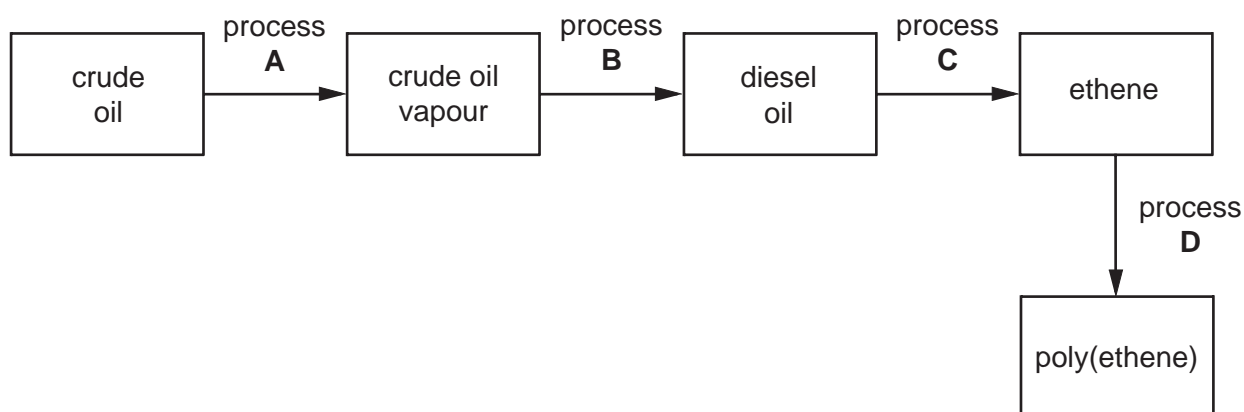 process
A
process
B
process
C
crude
oil
crude oil
vapour
diesel
oil
ethene
process
D
poly(ethene)